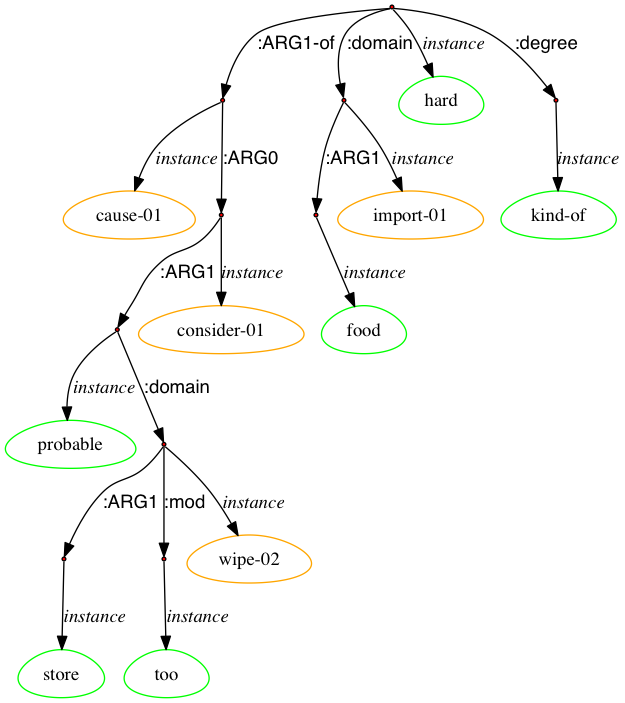 :ARG1-of :domain instance :degree
hard
instance :ARG0 :ARG1 instance instance
cause-01 import-01 kind-of
:ARG1 instance instance
consider-01 food
instance :domain
probable
:ARG1 :mod instance
wipe-02
instance instance
store too